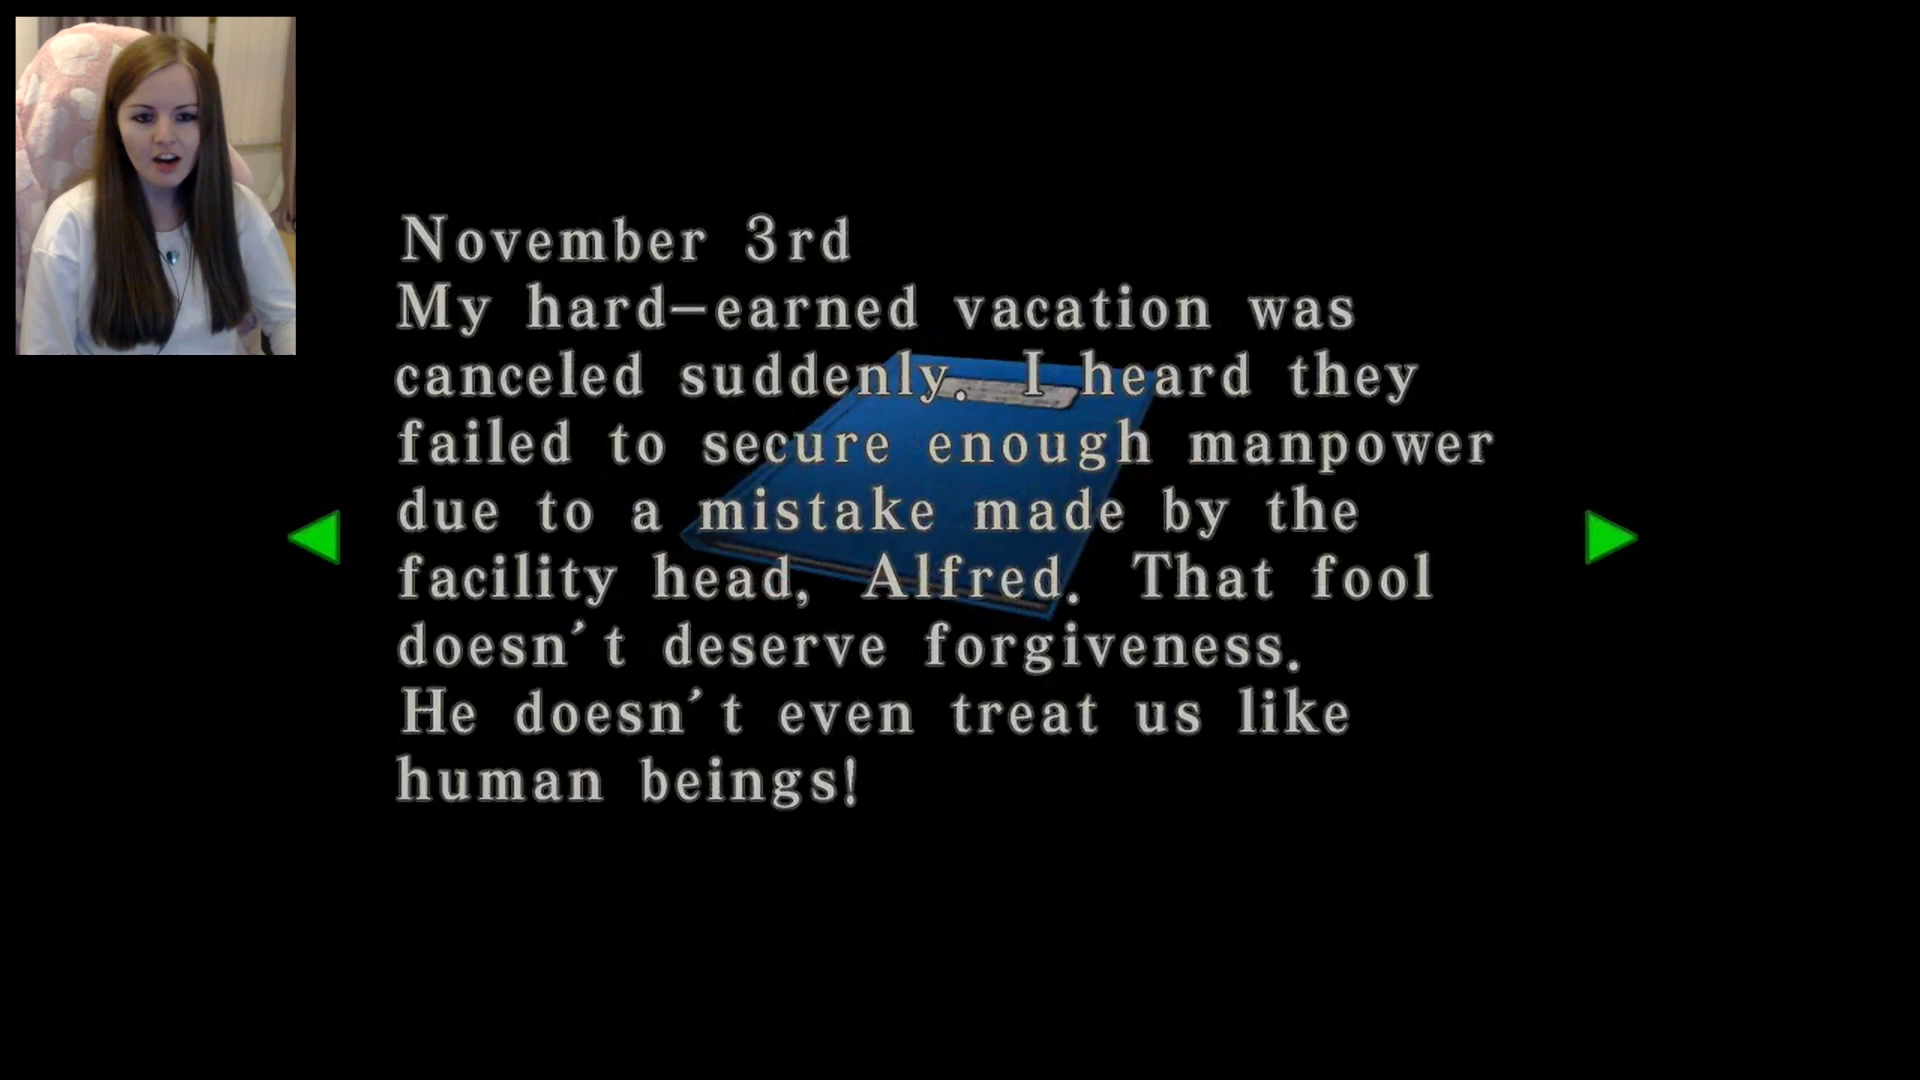 November 3rd
My hard—earned vacation was
canceled suddenly. I heard they
failed to secure enough manpower
due to a mistake made by the
facility head, Alfred. That fool
doesn't deserve forgiveness.
He doesn't even treat us like
human beings!